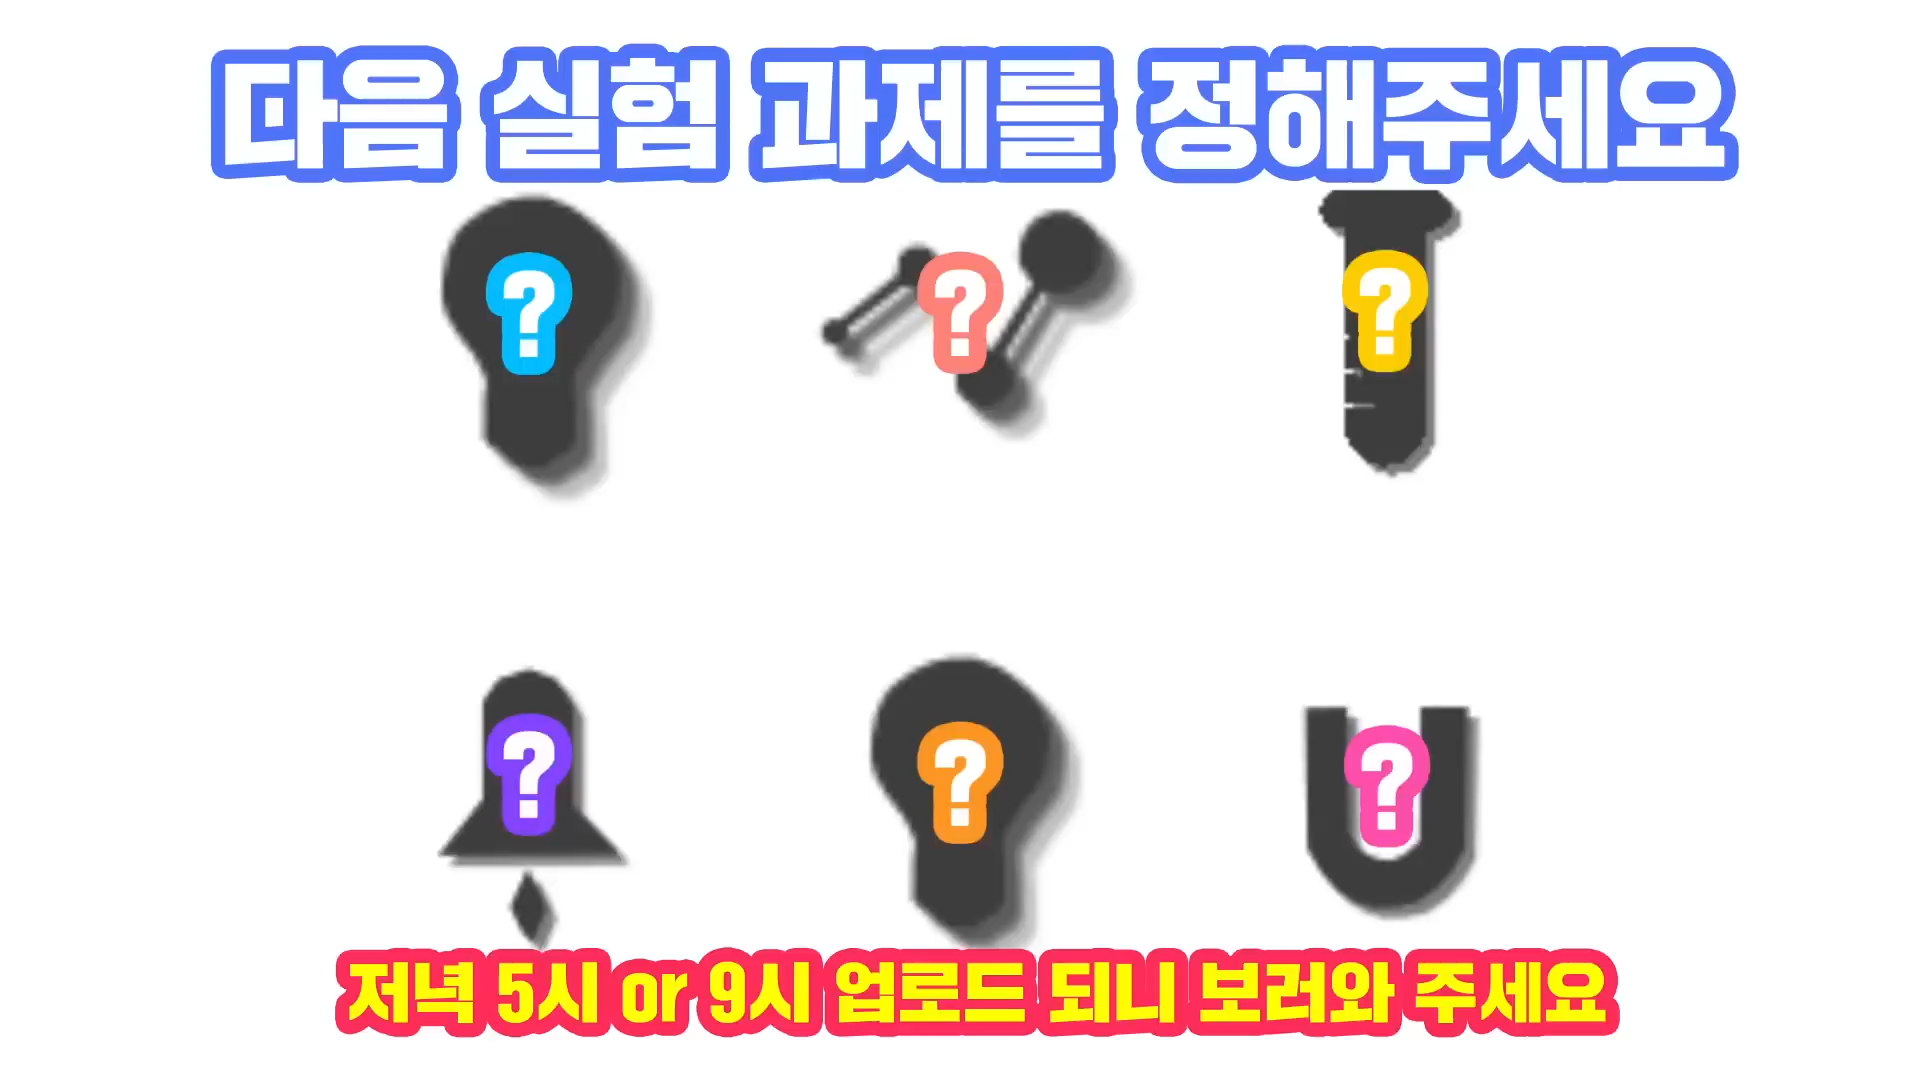 다음 실험 과제를 정해주세요
? ? ?
? ? ?
저녁 5시 or 9시 업로드 되니 보러와 주세요